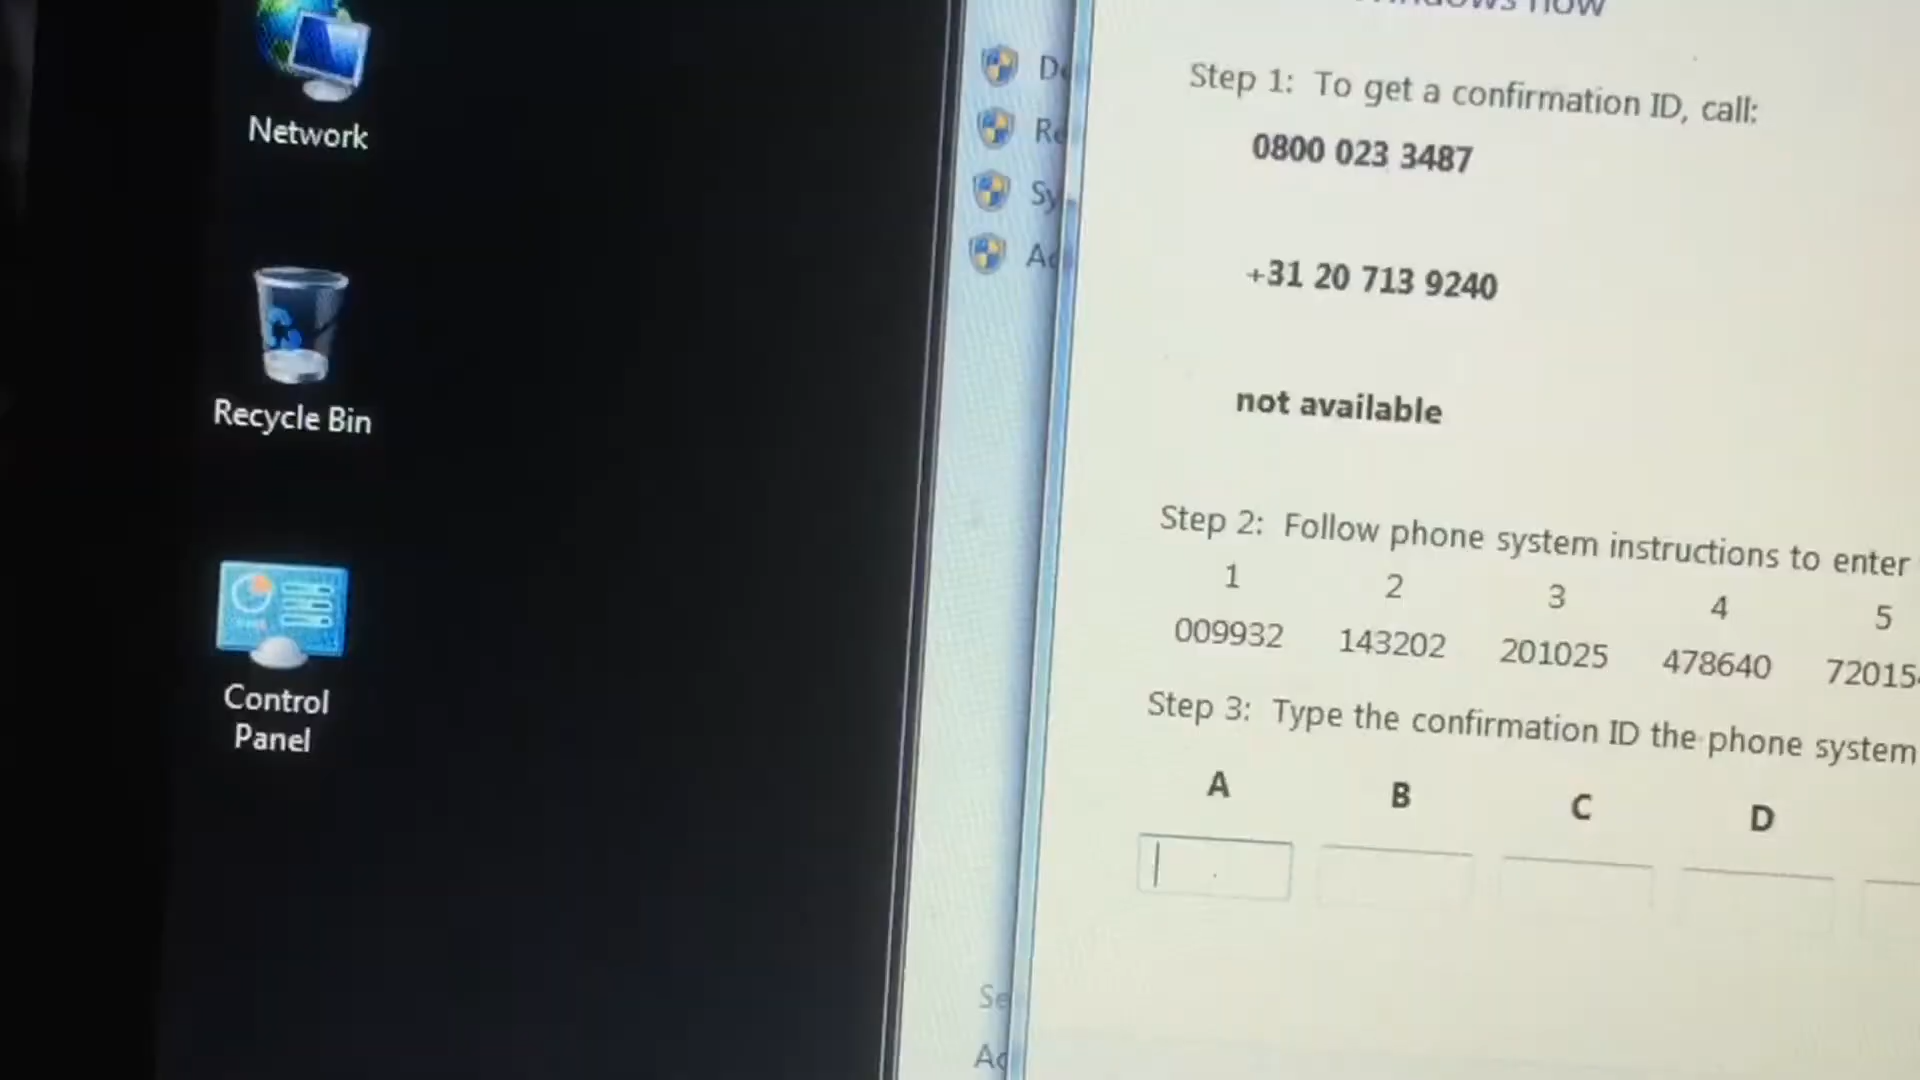 Network
Recycle Bin
Control
Panel
now
Step 1: To get a confirmation ID, call:
0800 023 3487
+31 20 713 9240
not available
Step 2: Follow phone system instructions to enter
1 2 3 4 5
009932 143202 201025 478640 72015
Step 3: Type the confirmation ID the phone system
A B C D